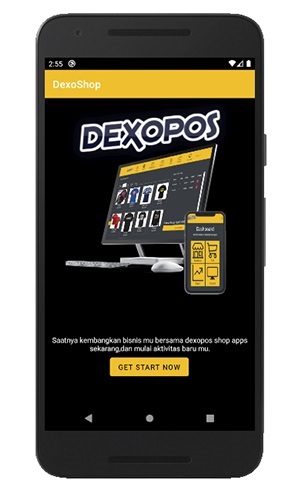 2:55
DexoShop
DEXOPOS
Dashboard
Saatnya kembangkan bisnis mu bersama dexopos shop apps
sekarang,dan mulai aktivitas baru mu.
GET START NOW